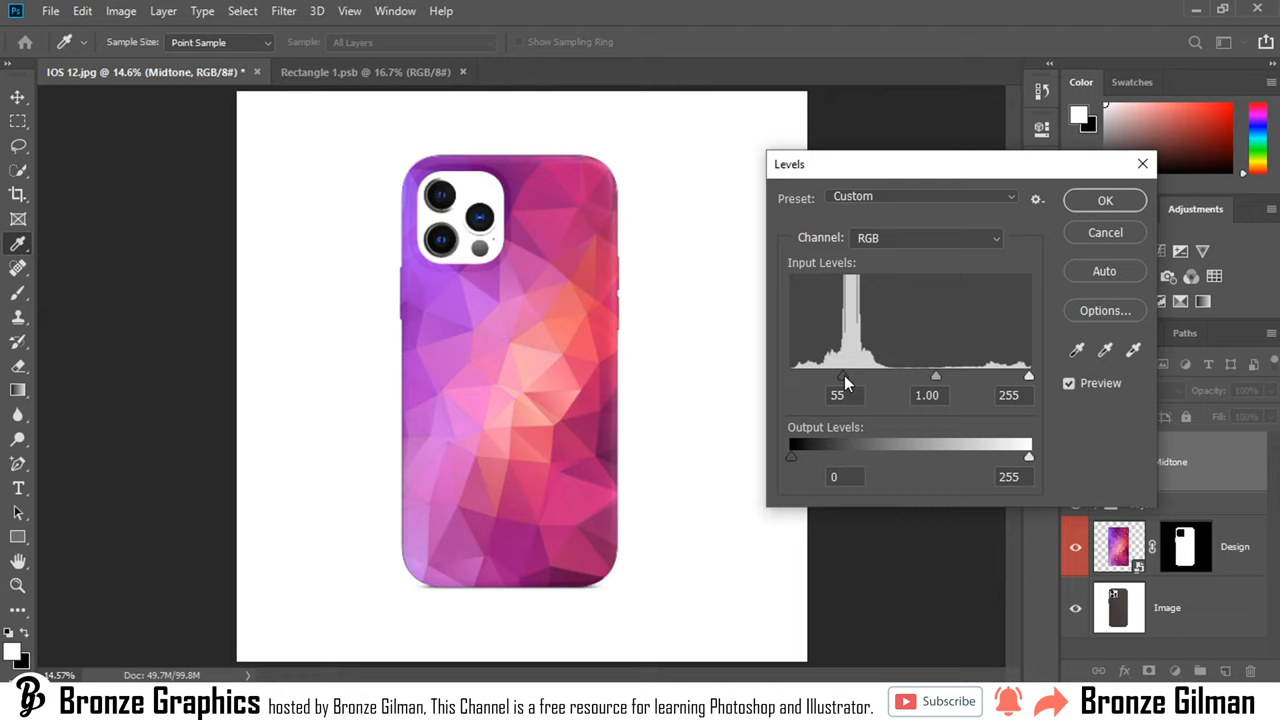 Ps File Edit Image Layer Type Select Filter 3D View Window Help
Sample Size: Point Sample Sample: All Layers Show Sampling Ring
IOS 12.jpg @ 14.6% (Midtone, RGB/8#) * × Rectangle 1.psb @ 16.7% (RGB/8#) ×
Color Swatches
Levels
Preset: Custom
OK
Adjustments
Channel: RGB
Cancel
Input Levels:
Auto
Options...
Paths
Preview
55 1.00 255
Opacity: 100%
Fill: 100%
Output Levels:
Midtone
0 255
Design
Image
14.57% Doc: 49.7M/99.8M
Bronze Graphics hosted by Bronze Gilman, This Channel is a free resource for learning Photoshop and Illustrator. Subscribe Bronze Gilman